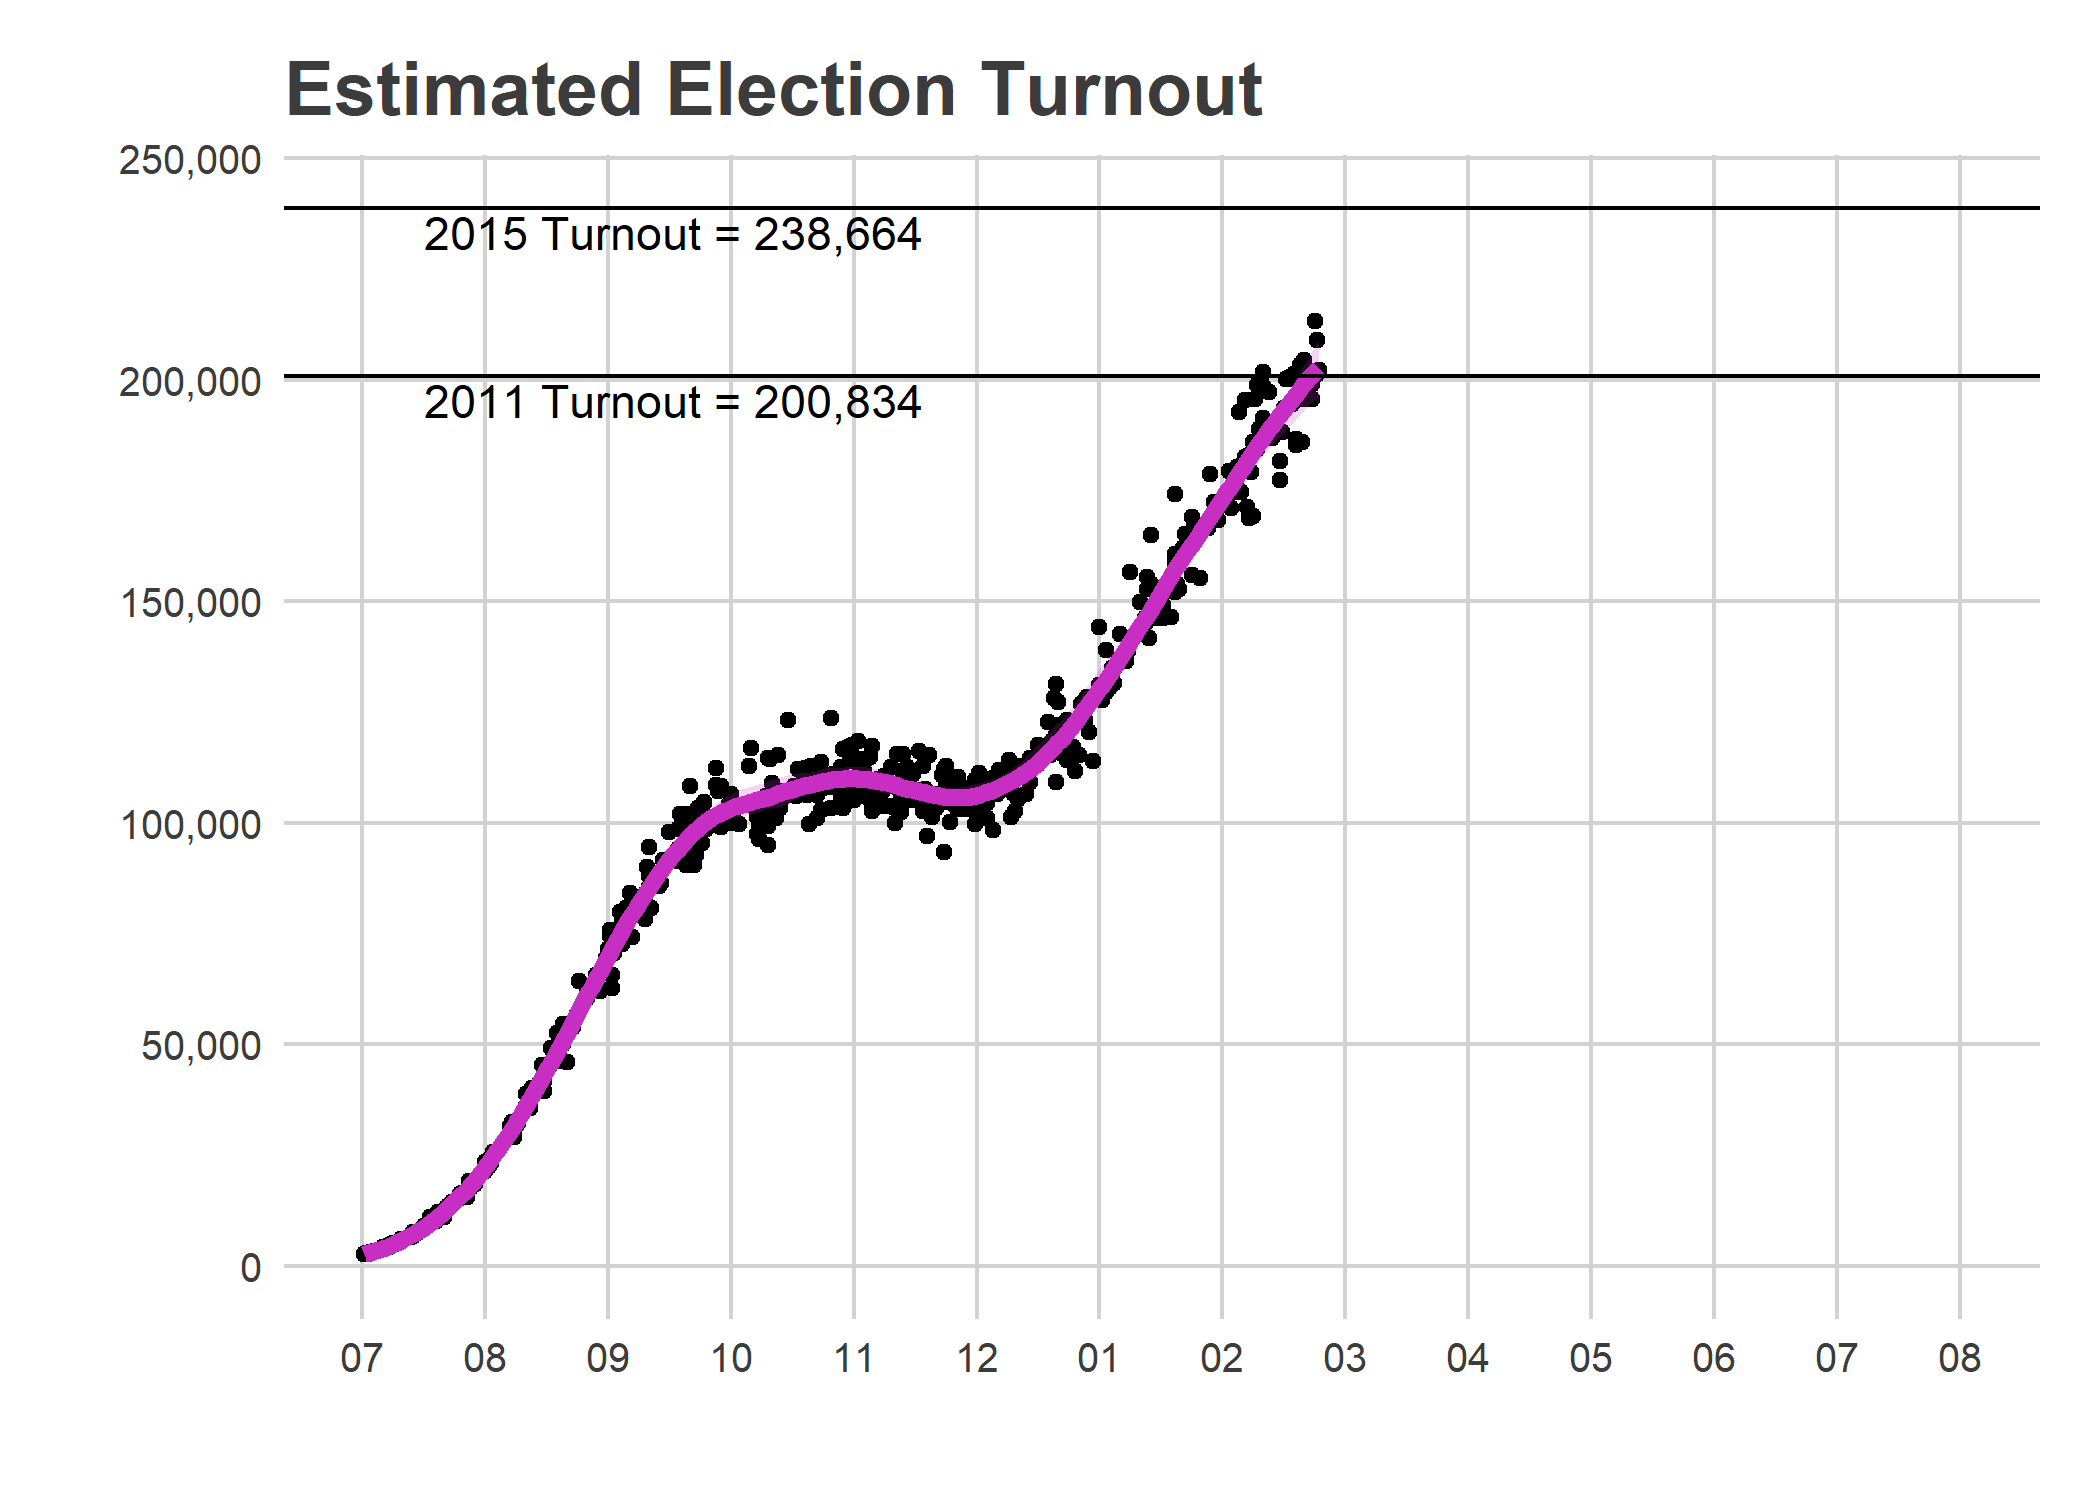 Estimated Election Turnout
250,000
2015 Turnout = 238,664
200,000
2011 Turnout = 200,834
150,000
100,000
50,000
0
07 08 09 10 11 12 01 02 03 04 05 06 07 08